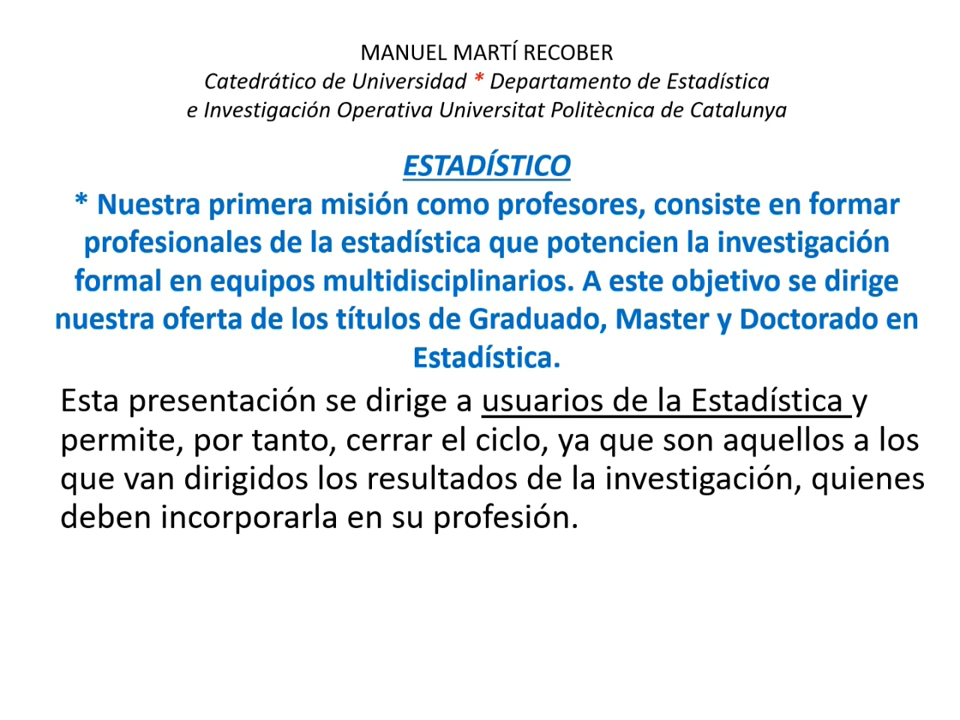 MANUEL MARTÍ RECOBER
Catedrático de Universidad * Departamento de Estadística
e Investigación Operativa Universitat Politècnica de Catalunya
ESTADÍSTICO
* Nuestra primera misión como profesores, consiste en formar
profesionales de la estadística que potencien la investigación
formal en equipos multidisciplinarios. A este objetivo se dirige
nuestra oferta de los títulos de Graduado, Master y Doctorado en
Estadística.
Esta presentación se dirige a usuarios de la Estadística y
permite, por tanto, cerrar el ciclo, ya que son aquellos a los
que van dirigidos los resultados de la investigación, quienes
deben incorporarla en su profesión.